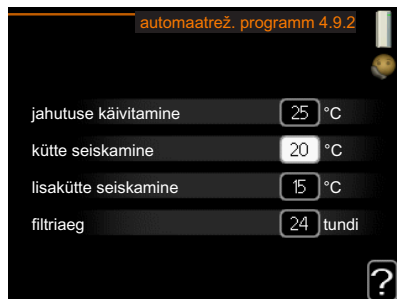 automaatrež. programm 4.9.2
jahutuse käivitamine 25 °C
kütte seiskamine 20 °C
lisakütte seiskamine 15 °C
filtriaeg 24 tundi
?